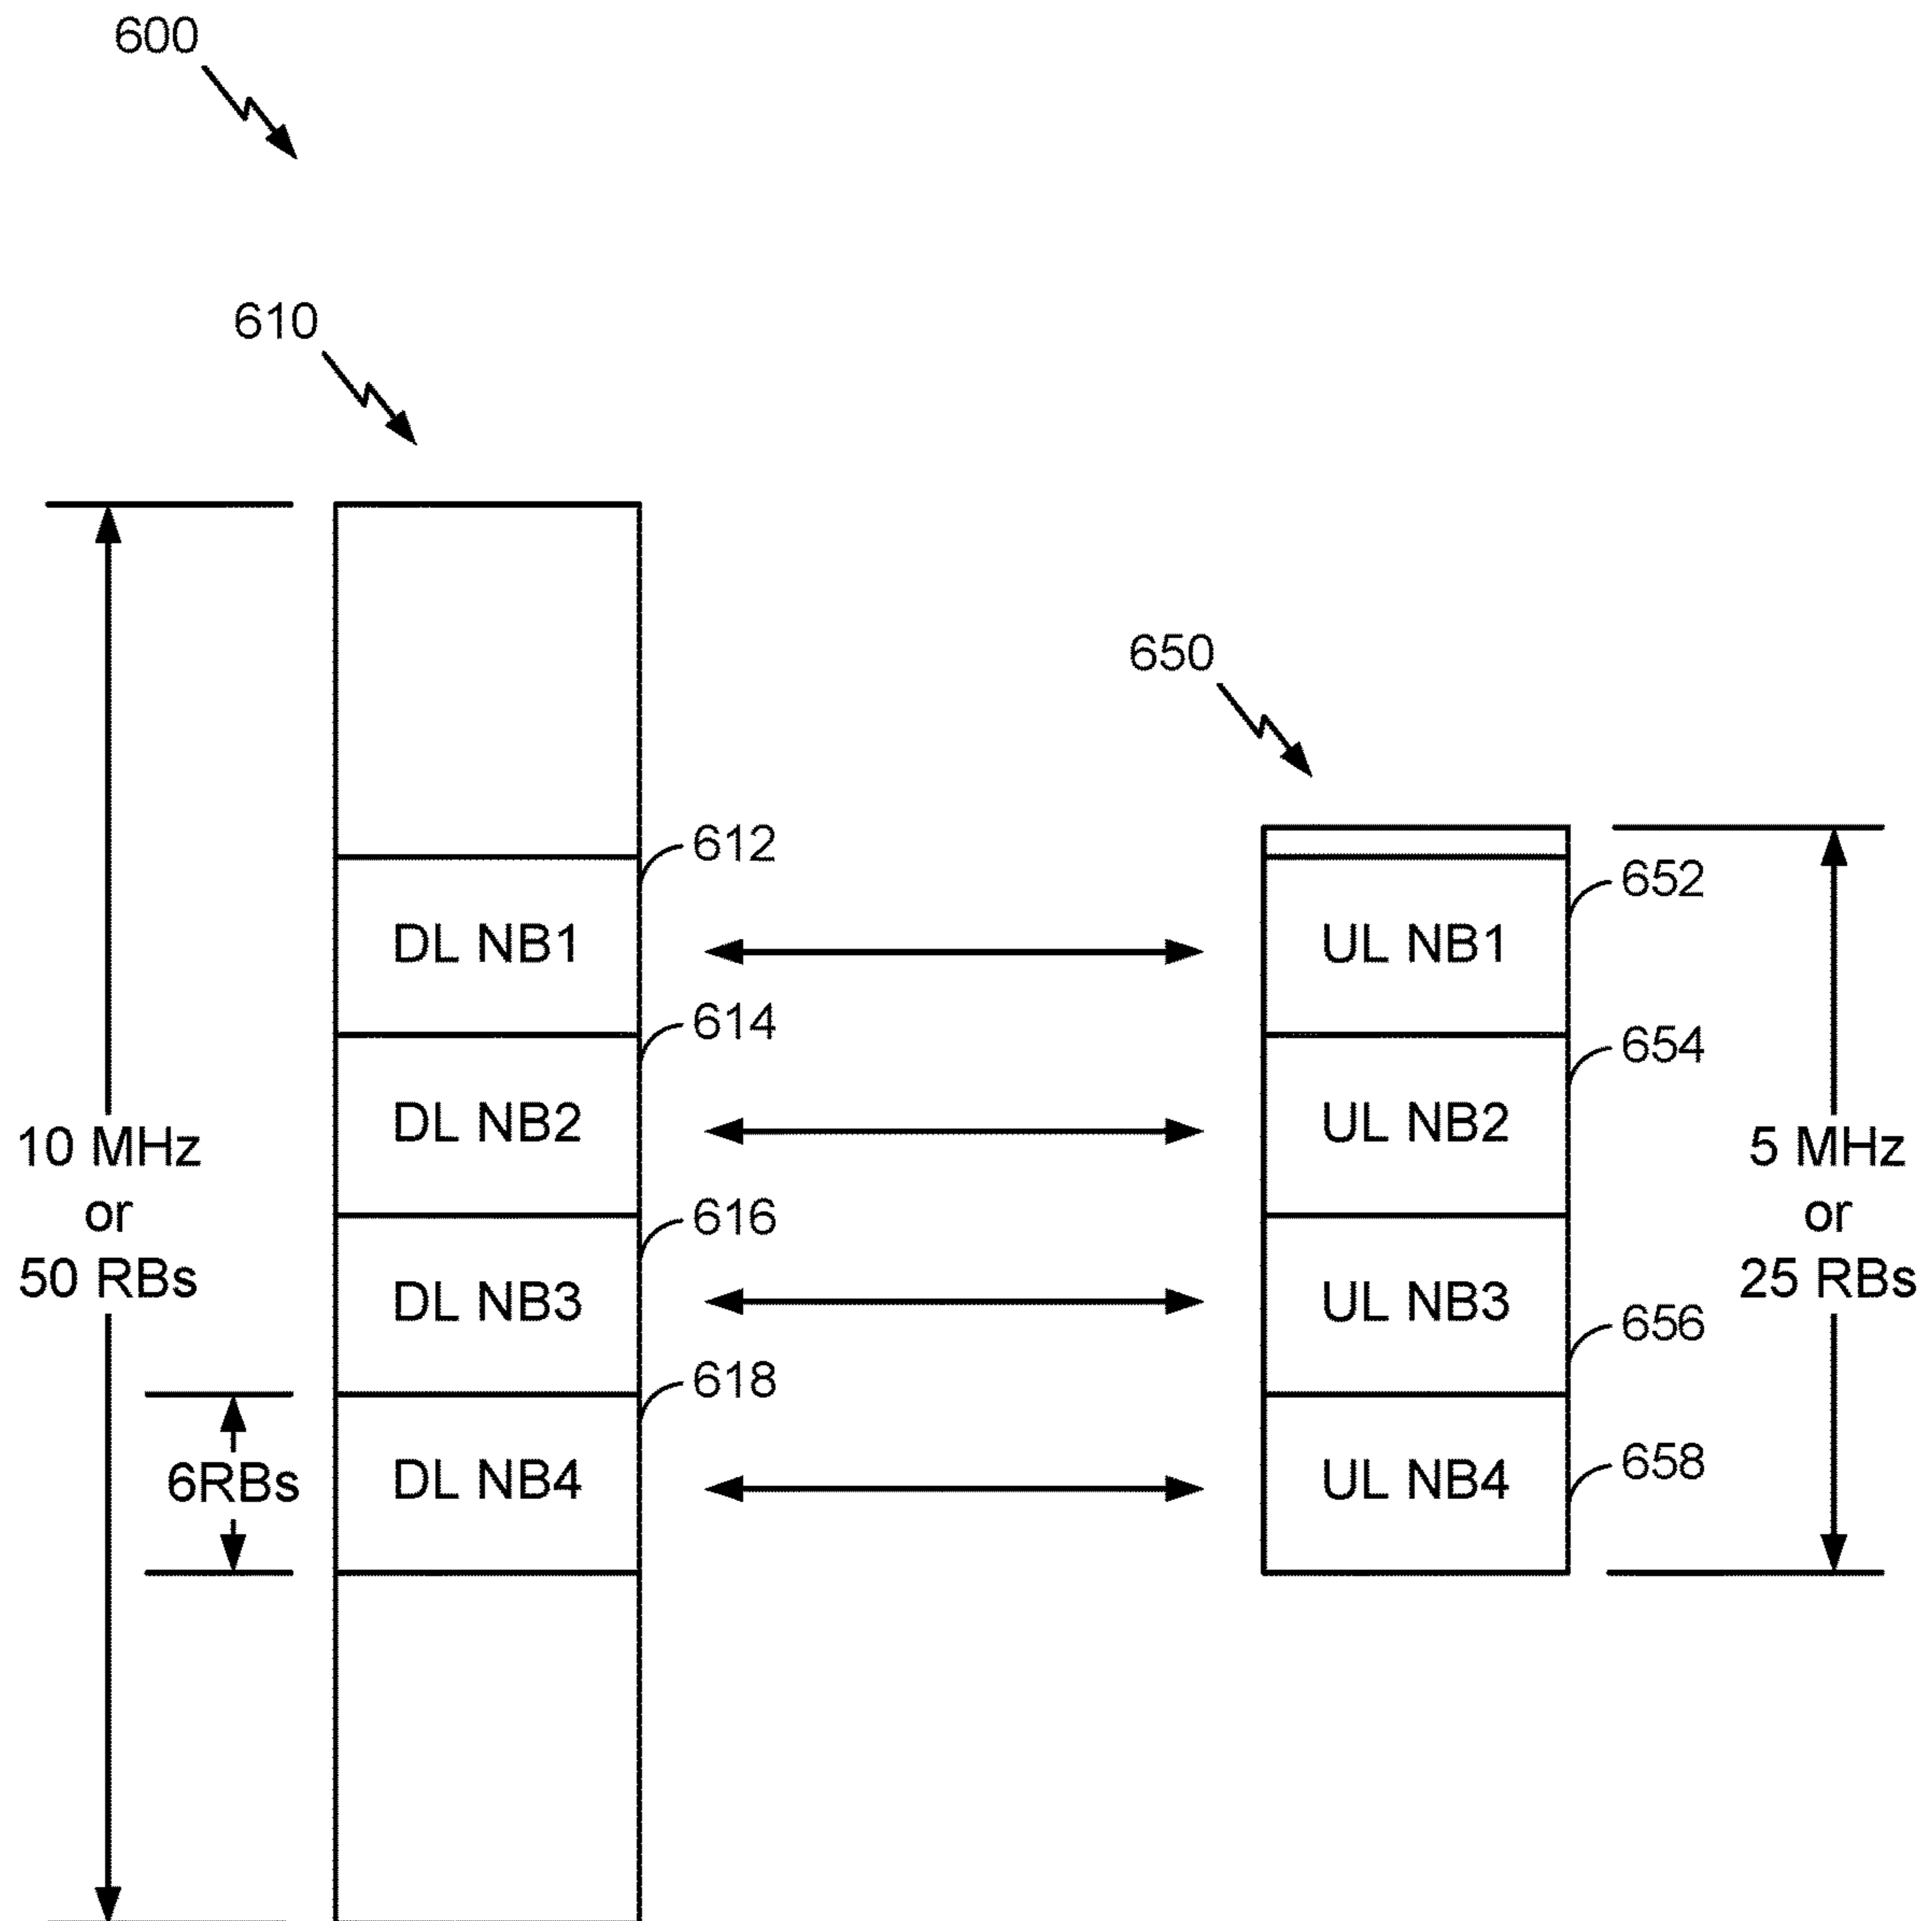 600
610
650
612
652
DL NB1
UL NB1
614
654
DL NB2
UL NB2
10 MHz
or
50 RBs
5 MHz
or
25 RBs
616
656
DL NB3
UL NB3
618
658
6RBs
DL NB4
UL NB4